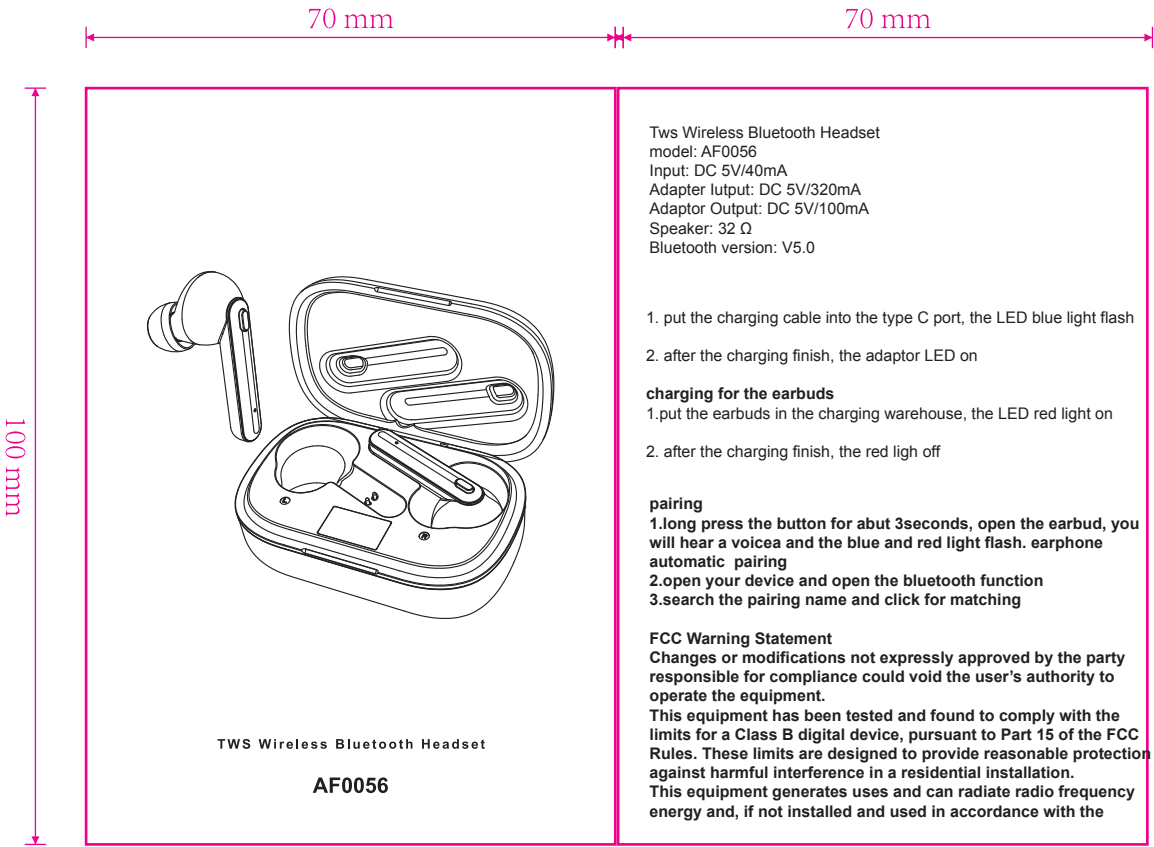 70 mm
70 mm
100 mm
L
R
TWS Wireless Bluetooth Headset
AF0056
Tws Wireless Bluetooth Headset
model: AF0056
Input: DC 5V/40mA
Adapter Iutput: DC 5V/320mA
Adaptor Output: DC 5V/100mA
Speaker: 32 Ω
Bluetooth version: V5.0
1. put the charging cable into the type C port, the LED blue light flash
2. after the charging finish, the adaptor LED on
charging for the earbuds
1.put the earbuds in the charging warehouse, the LED red light on
2. after the charging finish, the red ligh off
pairing
1.long press the button for abut 3seconds, open the earbud, you
will hear a voicea and the blue and red light flash. earphone
automatic  pairing
2.open your device and open the bluetooth function
3.search the pairing name and click for matching
FCC Warning Statement
Changes or modifications not expressly approved by the party
responsible for compliance could void the user’s authority to
operate the equipment.
This equipment has been tested and found to comply with the
limits for a Class B digital device, pursuant to Part 15 of the FCC
Rules. These limits are designed to provide reasonable protection
against harmful interference in a residential installation.
This equipment generates uses and can radiate radio frequency
energy and, if not installed and used in accordance with the